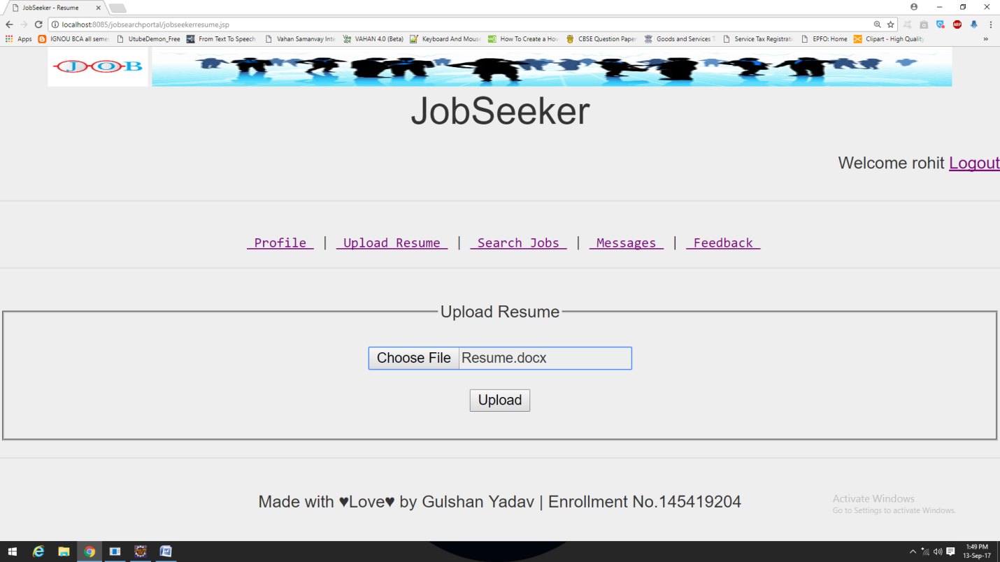 JobSeeker - Resume
localhost:8085/jobsearchportal/jobseekerresume.jsp
ABP
Apps IGNOU BCA all semes UtubeDemon_Free From Text To Speech Vahan Samanvay Inte VAHAN 4.0 (Beta) Keyboard And Mouse How To Create a How CBSE Question Paper Goods and Services T Service Tax Registrati EPFO: Home Clipart - High Quality »
JOB
JobSeeker
Welcome rohit Logout
Profile | Upload Resume | Search Jobs | Messages | Feedback
Upload Resume
Choose File Resume.docx
Upload
Made with ♥Love♥ by Gulshan Yadav | Enrollment No.145419204
Activate Windows
Go to Settings to activate Windows.
1:49 PM
13-Sep-17